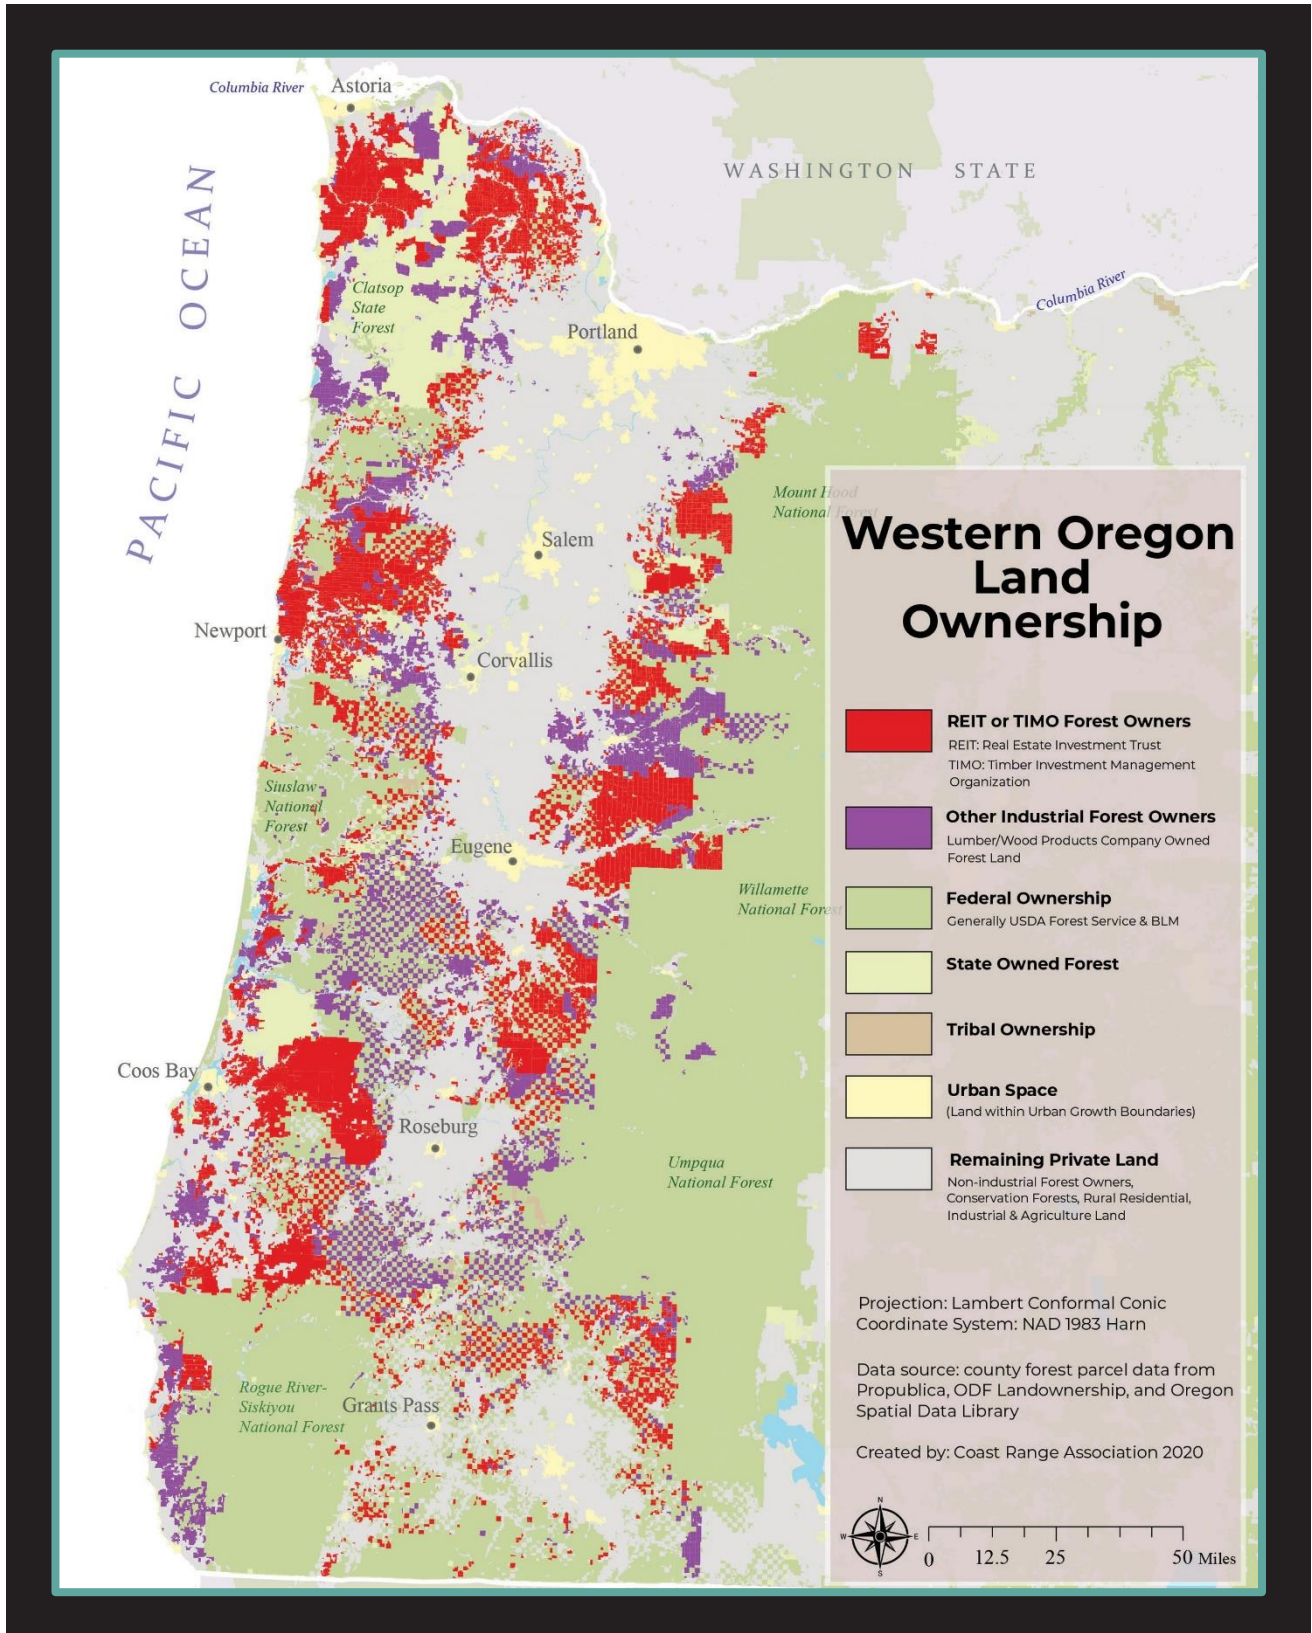 Columbia River
Astoria
WASHINGTON STATE
PACIFIC OCEAN
Columbia River
Clatsop
State
Forest
Portland
Mount Hood
National Forest
Salem
Newport
Corvallis
Siuslaw
National
Forest
Eugene
Willamette
National Forest
Coos Bay
Roseburg
Umpqua
National Forest
Rogue River-
Siskiyou
National Forest
Grants Pass
Western Oregon
Land
Ownership
REIT or TIMO Forest Owners
REIT: Real Estate Investment Trust
TIMO: Timber Investment Management
Organization
Other Industrial Forest Owners
Lumber/Wood Products Company Owned
Forest Land
Federal Ownership
Generally USDA Forest Service & BLM
State Owned Forest
Tribal Ownership
Urban Space
(Land within Urban Growth Boundaries)
Remaining Private Land
Non-industrial Forest Owners,
Conservation Forests, Rural Residential,
Industrial & Agriculture Land
Projection: Lambert Conformal Conic
Coordinate System: NAD 1983 Harn
Data source: county forest parcel data from
Propublica, ODF Landownership, and Oregon
Spatial Data Library
Created by: Coast Range Association 2020
N
W E
S
0 12.5 25 50 Miles